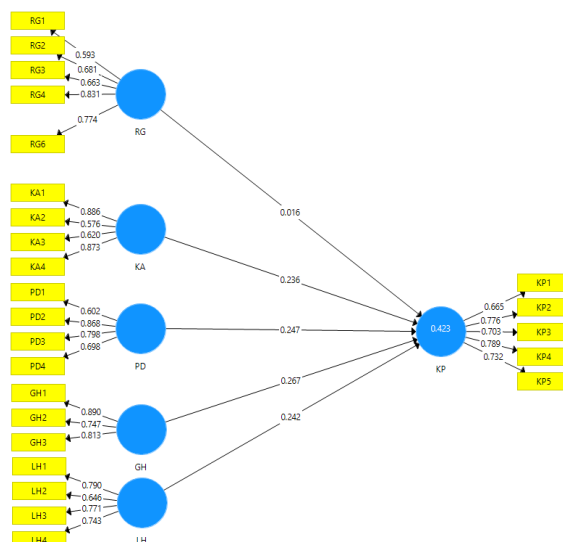 RG1
RG2
RG3
RG4
RG6
0.593
0.681
0.663
0.831
0.774
RG
0.016
KA1
KA2
KA3
KA4
0.886
0.576
0.620
0.873
KA
0.236
PD1
PD2
PD3
PD4
0.602
0.868
0.798
0.698
PD
0.247
GH1
GH2
GH3
0.890
0.747
0.813
GH
0.267
LH1
LH2
LH3
LH4
0.790
0.646
0.771
0.743
LH
0.242
0.423
KP
0.665
0.776
0.703
0.789
0.732
KP1
KP2
KP3
KP4
KP5